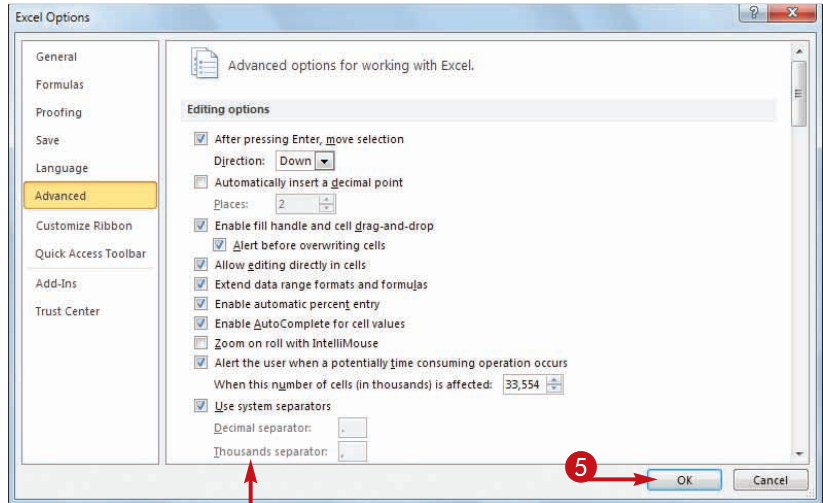 Excel Options
General
Formulas
Proofing
Save
Language
Advanced
Customize Ribbon
Quick Access Toolbar
Add-Ins
Trust Center
Advanced options for working with Excel.
Editing options
After pressing Enter, move selection
Direction: Down
Automatically insert a decimal point
Places: 2
Enable fill handle and cell drag-and-drop
Alert before overwriting cells
Allow editing directly in cells
Extend data range formats and formulas
Enable automatic percent entry
Enable AutoComplete for cell values
Zoom on roll with IntelliMouse
Alert the user when a potentially time consuming operation occurs
When this number of cells (in thousands) is affected: 33,554
Use system separators
Decimal separator: .
Thousands separator: ,
5
OK
Cancel